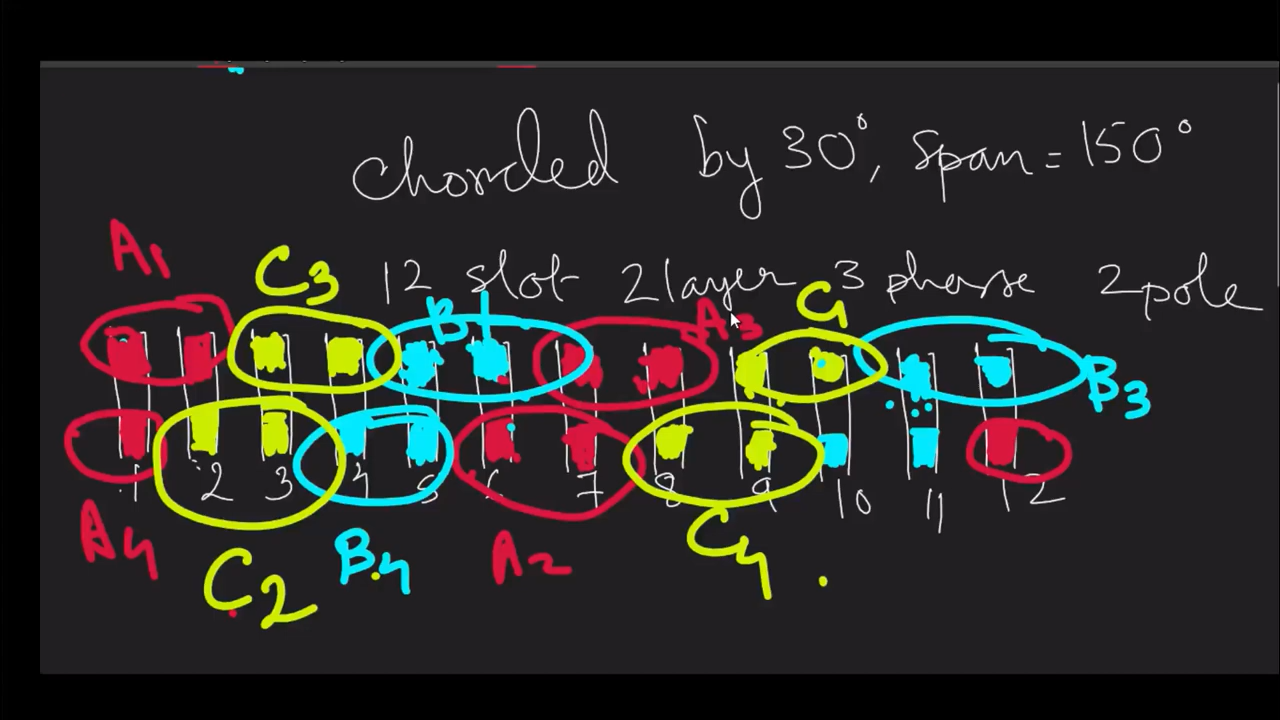 chorded by 30°, span = 150°
12 slot 2 layer 3 phase 2 pole
A1 C3 B1 A3 C1 B3
1 2 3 4 5 6 7 8 9 10 11 12
A4 C2 B4 A2 C4